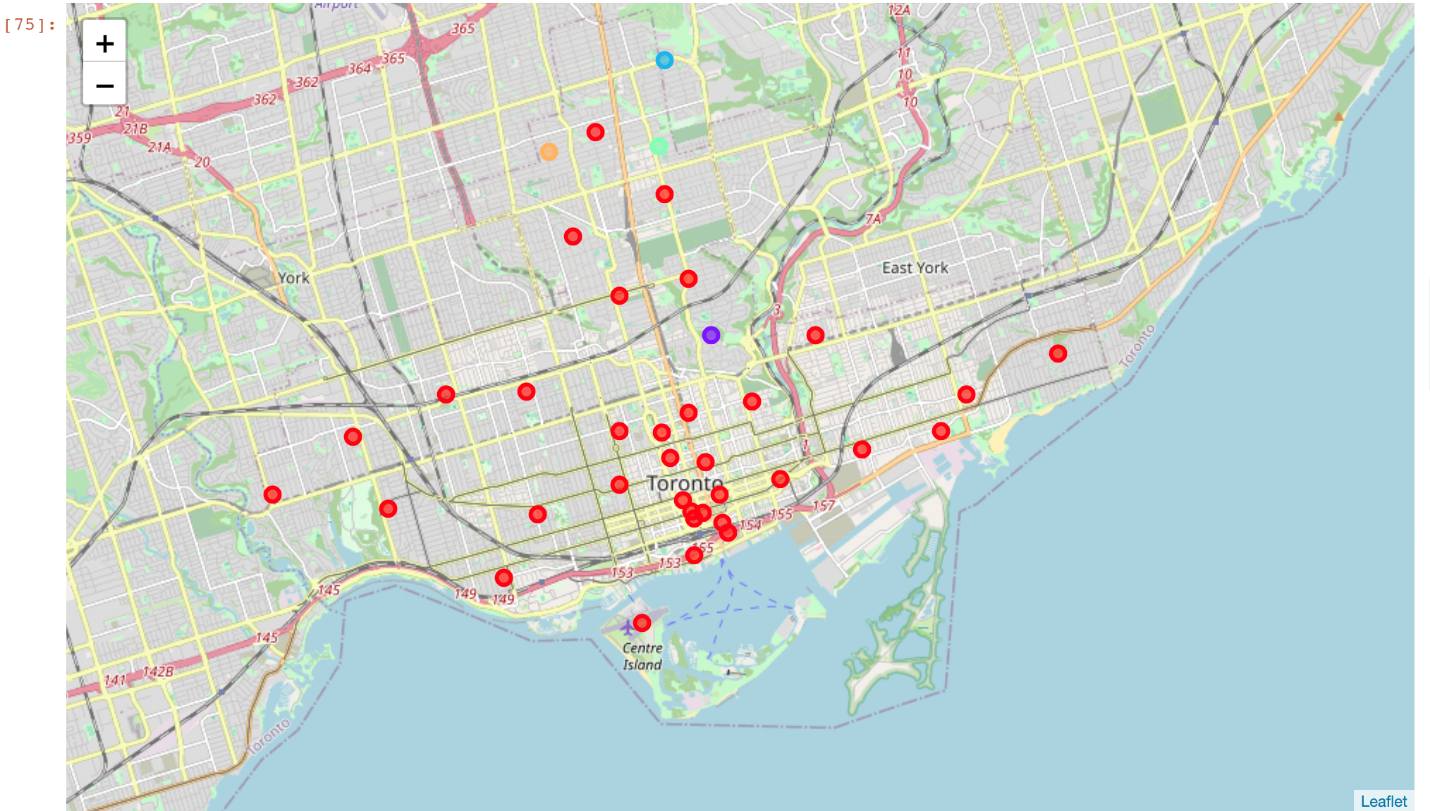 [75]:
+
−
Airport
365
365
364
362
362
21
21B
359
21A
20
12A
11
10
10
7A
York
East York
3
Toronto
1
Toronto
157
155
154
155
153
153
145
149
149
145
Centre
Island
142B
141
Toronto
Leaflet